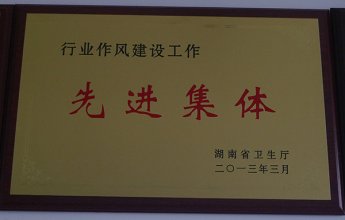 行业作风建设工作
先进集体
湖南省卫生厅
二〇一三年三月